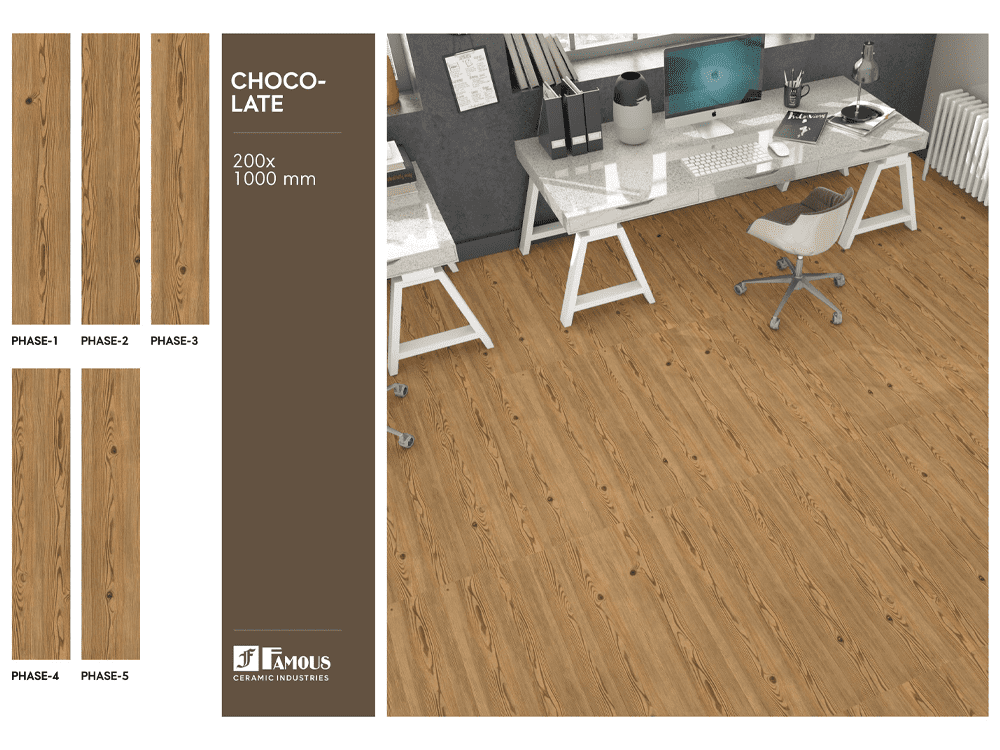 PHASE-1
PHASE-2
PHASE-3
PHASE-4
PHASE-5
CHOCO-
LATE
200x
1000 mm
F FAMOUS
CERAMIC INDUSTRIES